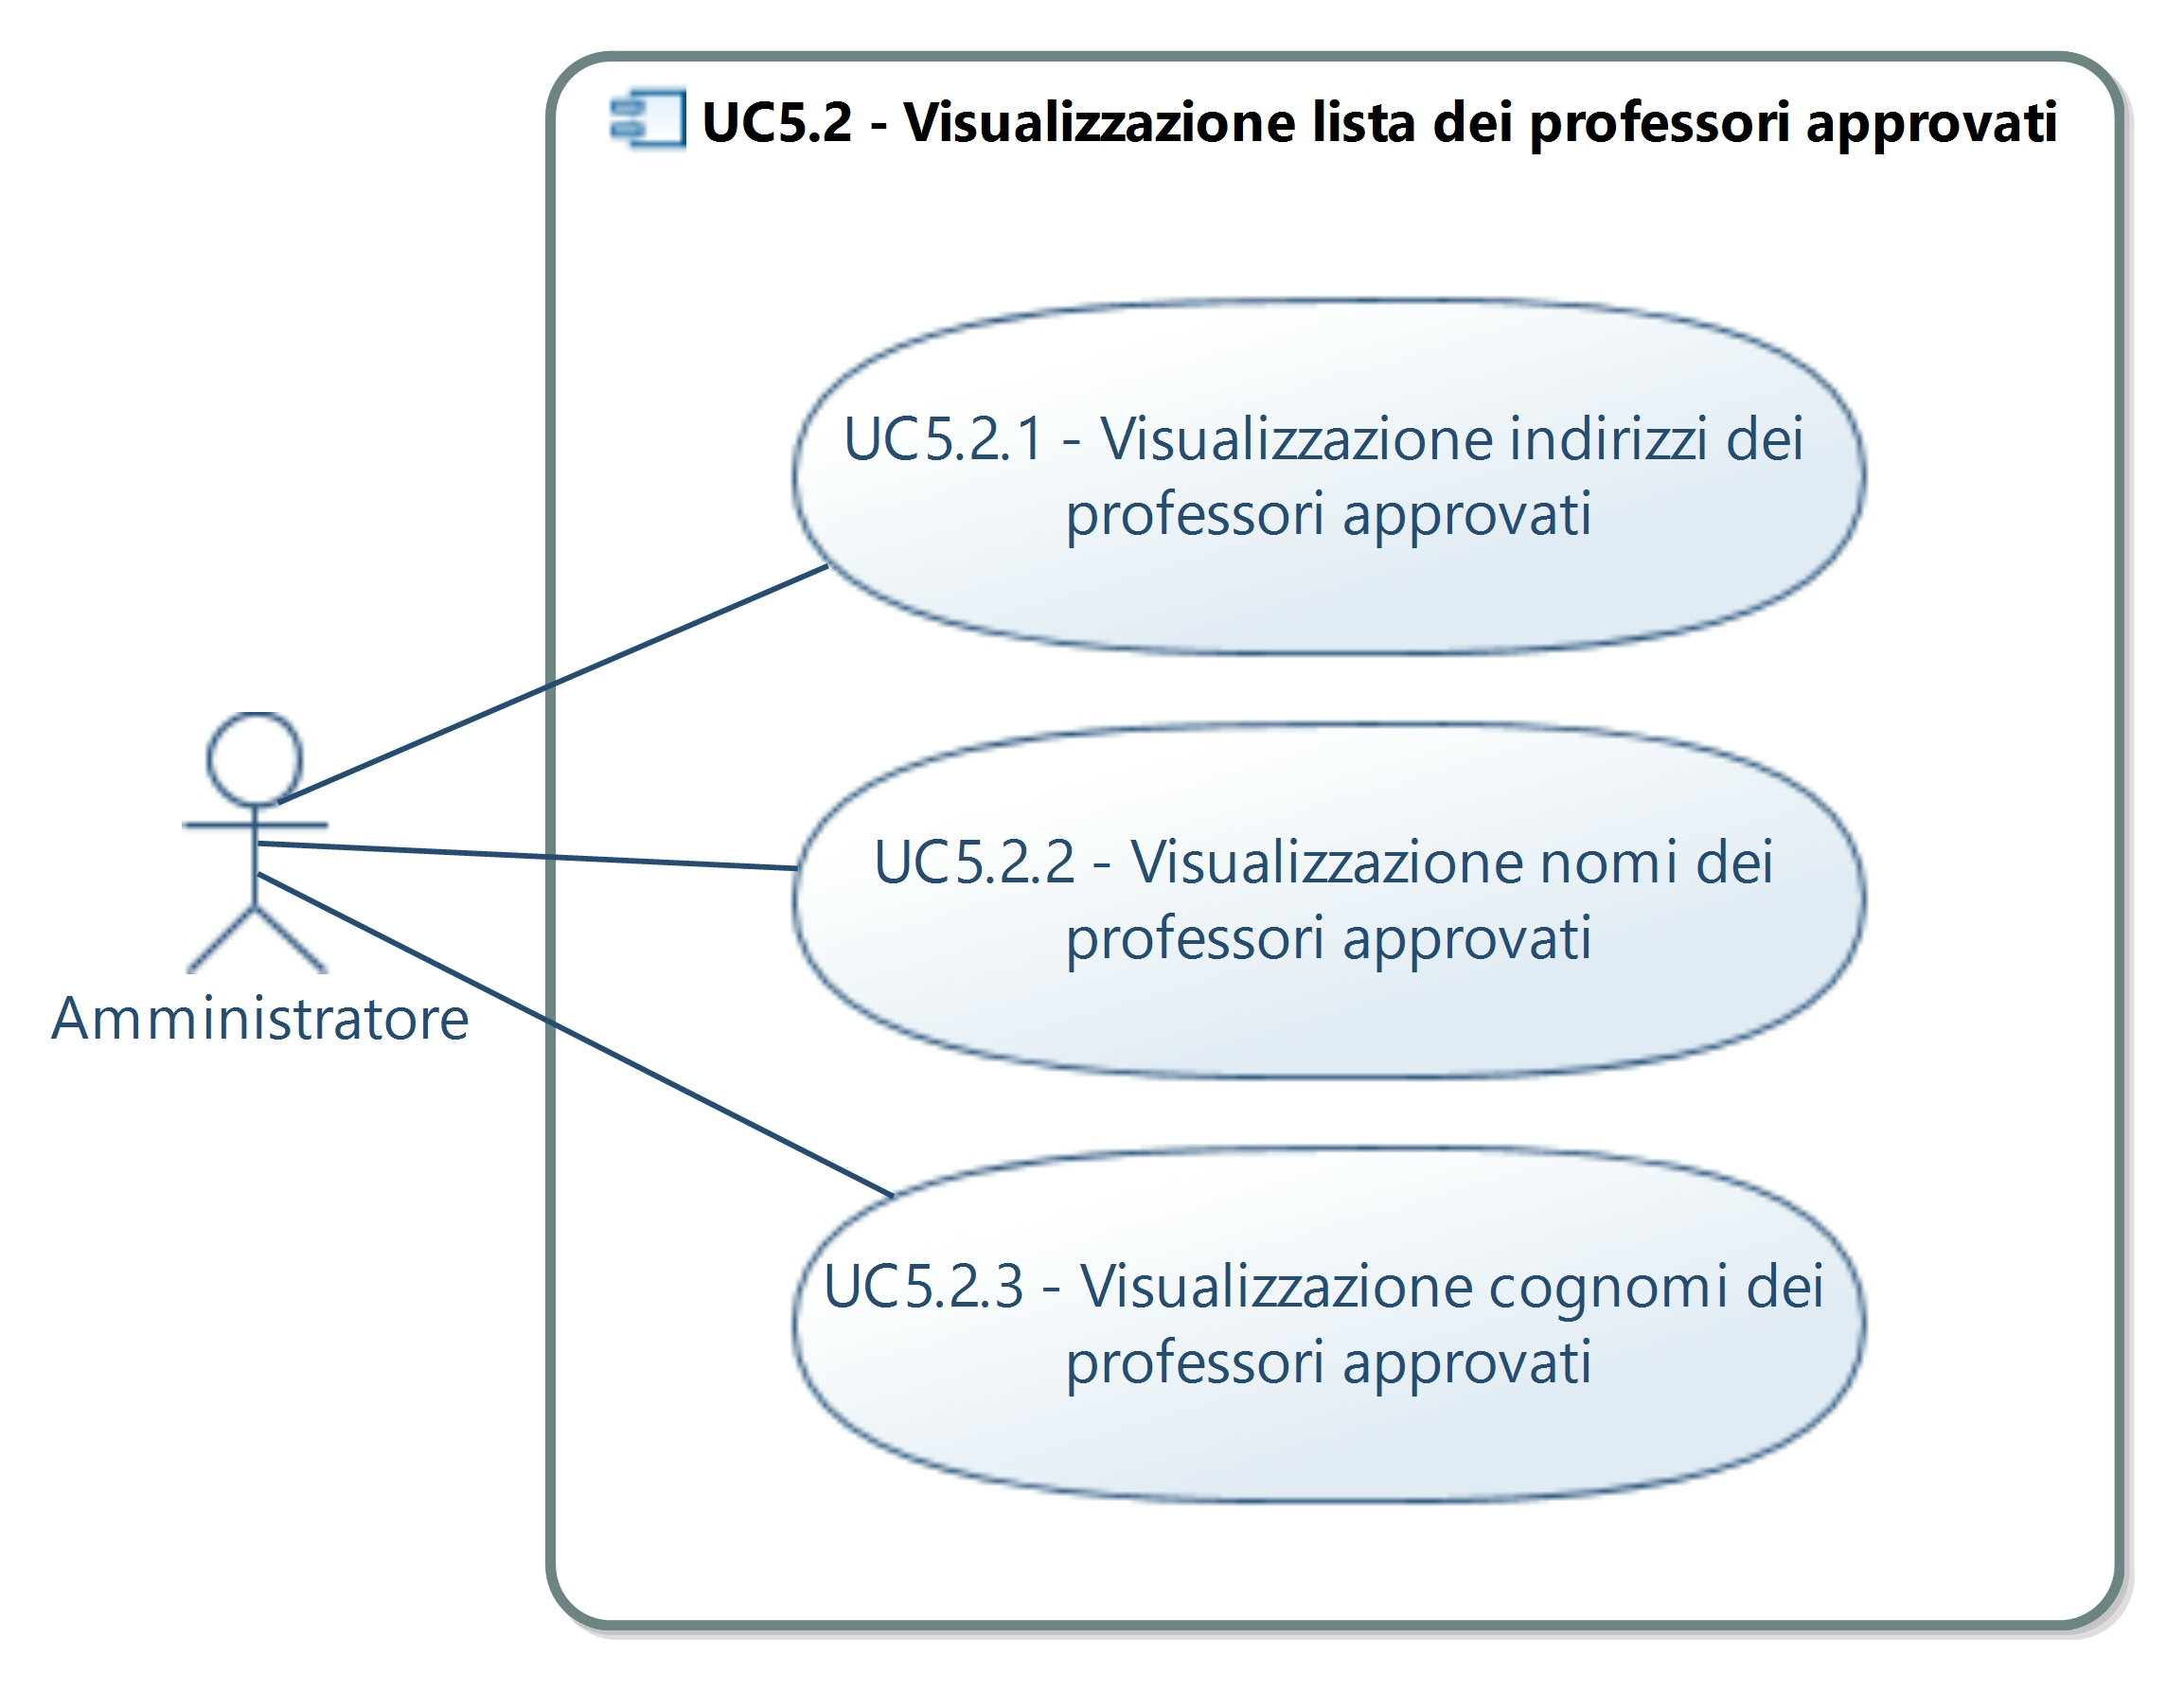 UC5.2 - Visualizzazione lista dei professori approvati
UC5.2.1 - Visualizzazione indirizzi dei
professori approvati
UC5.2.2 - Visualizzazione nomi dei
professori approvati
Amministratore
UC5.2.3 - Visualizzazione cognomi dei
professori approvati